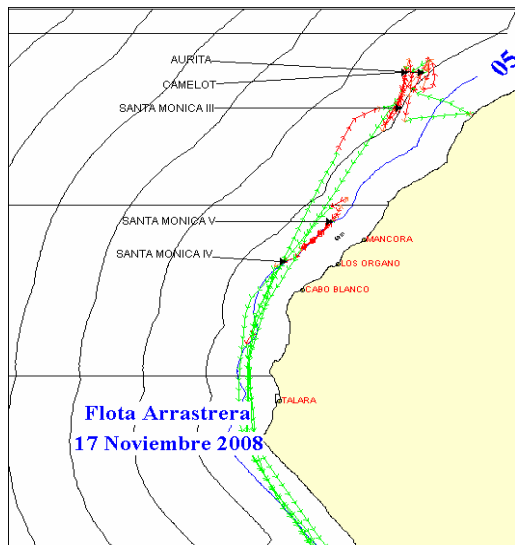 AURITA
CAMELOT
05
SANTA MONICA III
SANTA MONICA V
MANCORA
SANTA MONICA IV
LOS ORGANO
CABO BLANCO
TALARA
Flota Arrastrera
17 Noviembre 2008